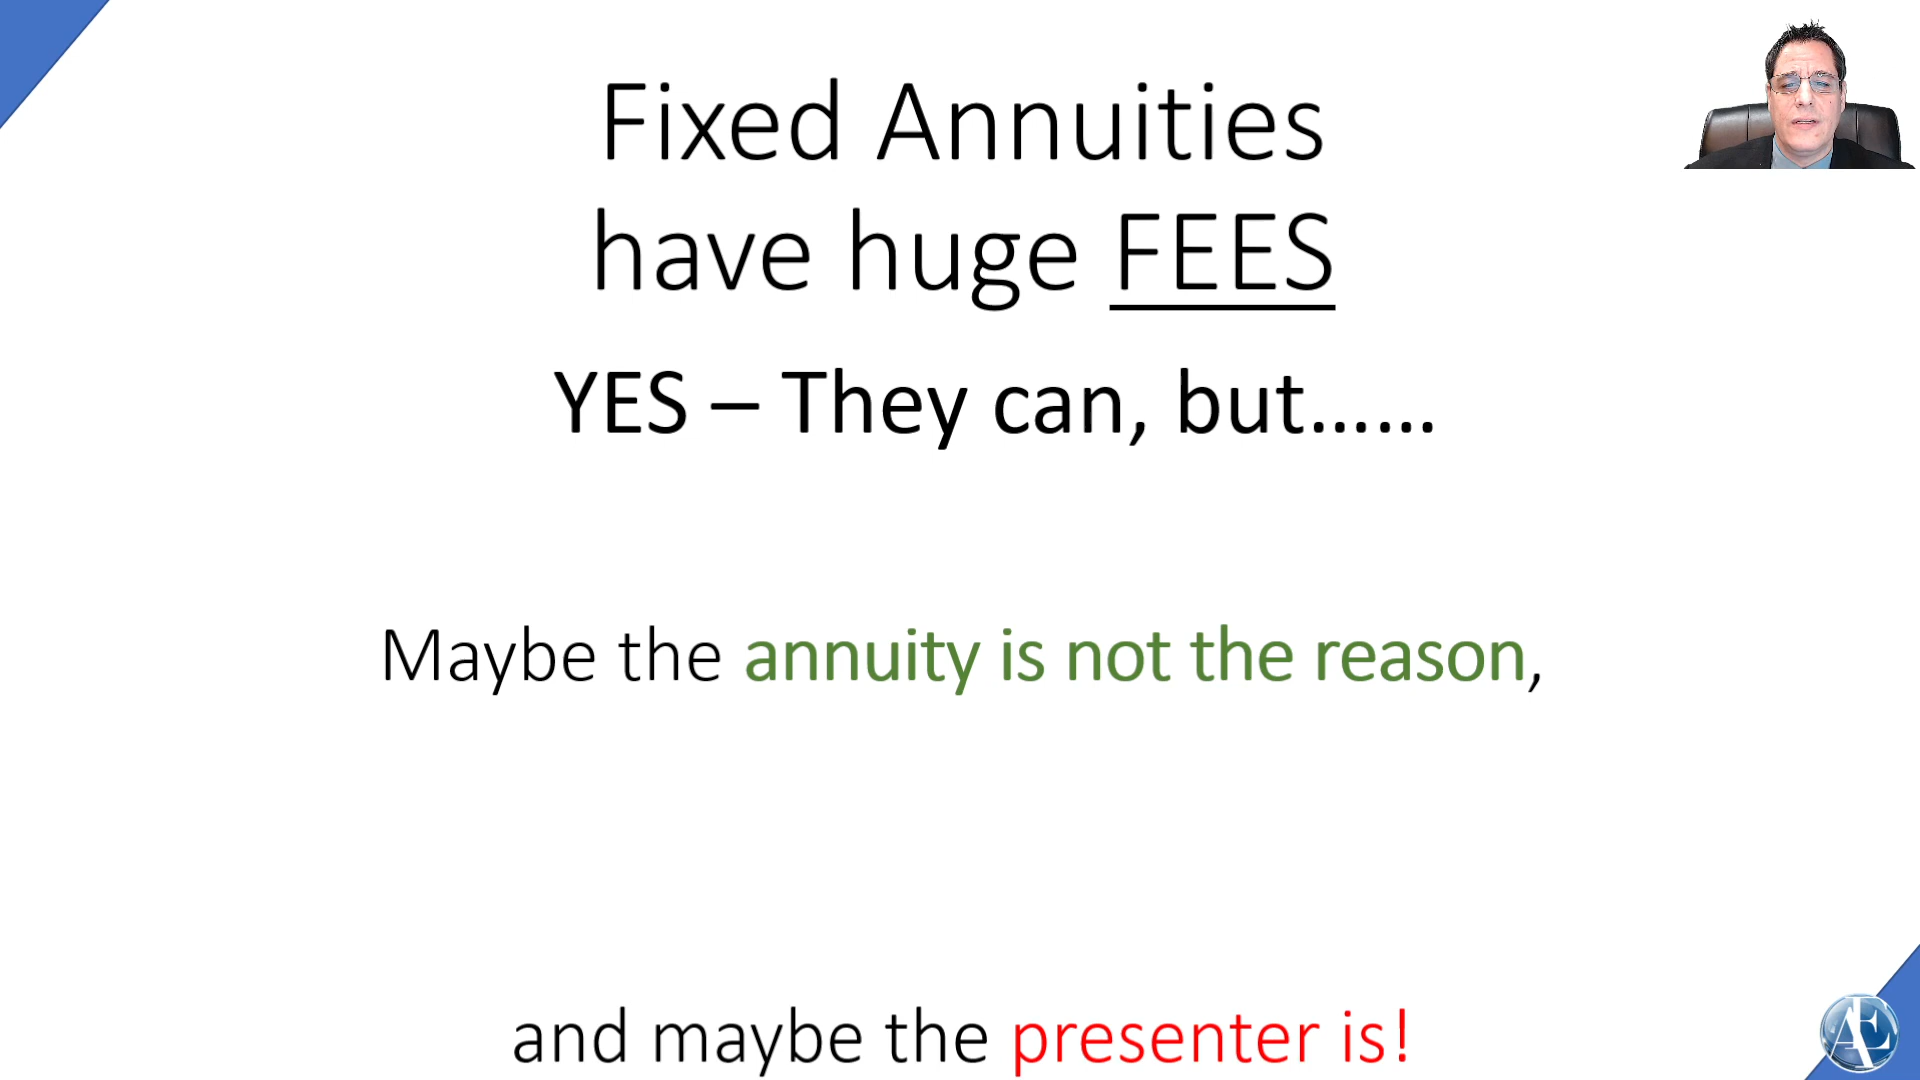 Fixed Annuities
have huge FEES
YES – They can, but......
Maybe the annuity is not the reason,
and maybe the presenter is!
AE